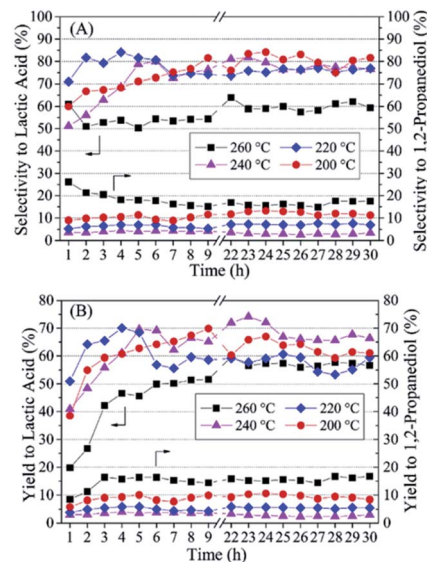 (A)
Selectivity to Lactic Acid (%)
100
90
80
70
60
50
40
30
20
10
0
260 °C 220 °C
240 °C 200 °C
100
90
80
70
60
50
40
30
20
10
0
Selectivity to 1,2-Propanediol (%)
1 2 3 4 5 6 7 8 9 22 23 24 25 26 27 28 29 30
Time (h)
(B)
Yield to Lactic Acid (%)
80
70
60
50
40
30
20
10
0
260 °C 220 °C
240 °C 200 °C
80
70
60
50
40
30
20
10
0
Yield to 1,2-Propanediol (%)
1 2 3 4 5 6 7 8 9 22 23 24 25 26 27 28 29 30
Time (h)